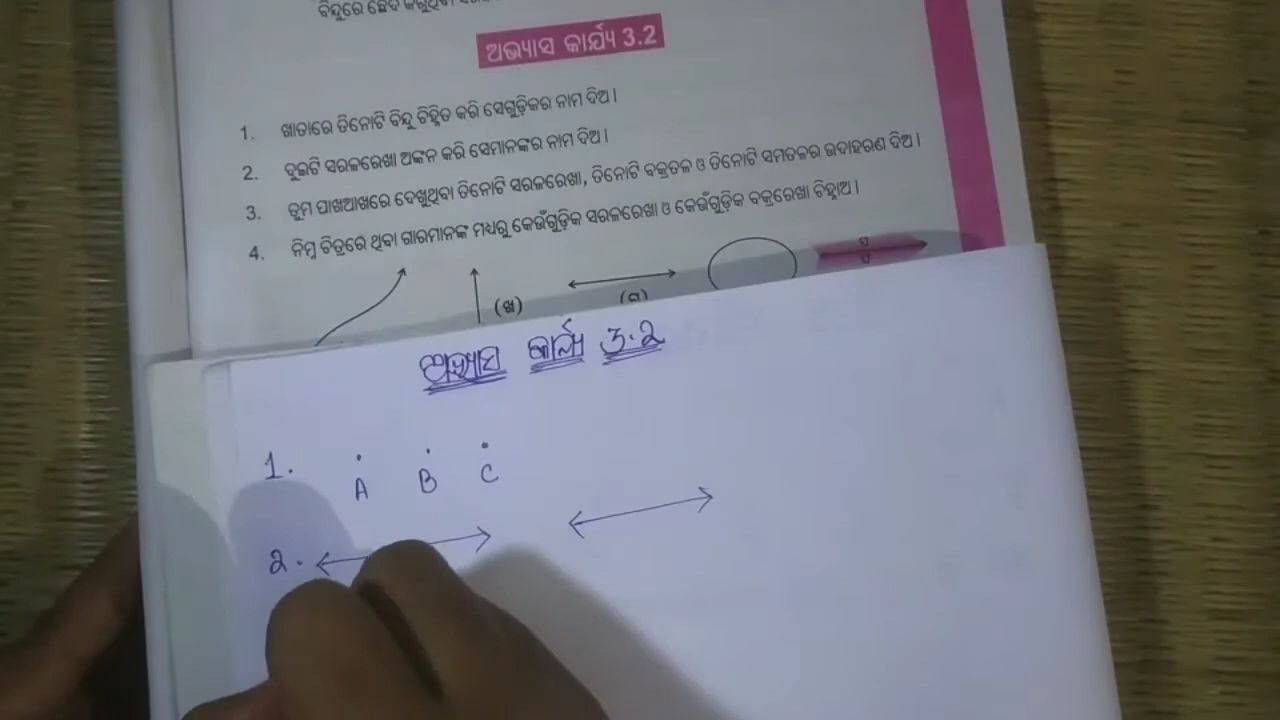 ବିନ୍ଦୁରେ ଛେଦ କରୁଥିବା
ଅଭ୍ୟାସ କାର୍ଯ୍ୟ 3.2
1. ଖାତାରେ ତିନୋଟି ବିନ୍ଦୁ ଚିହ୍ନିତ କରି ସେଗୁଡ଼ିକର ନାମ ଦିଅ ।
2. ଦୁଇଟି ସରଳରେଖା ଅଙ୍କନ କରି ସେମାନଙ୍କର ନାମ ଦିଅ ।
3. ତୁମ ପାଖଆଖରେ ଦେଖୁଥିବା ତିନୋଟି ସରଳରେଖା, ତିନୋଟି ବକ୍ରତଳ ଓ ତିନୋଟି ସମତଳର ଉଦାହରଣ ଦିଅ ।
4. ନିମ୍ନ ଚିତ୍ରରେ ଥିବା ଗାରମାନଙ୍କ ମଧ୍ୟରୁ କେଉଁଗୁଡ଼ିକ ସରଳରେଖା ଓ କେଉଁଗୁଡ଼ିକ ବକ୍ରରେଖା ଚିହ୍ନାଅ ।
(ଖ) (ଗ)
ଅଭ୍ୟାସ କାର୍ଯ୍ୟ 3.2
1. A B C
2.